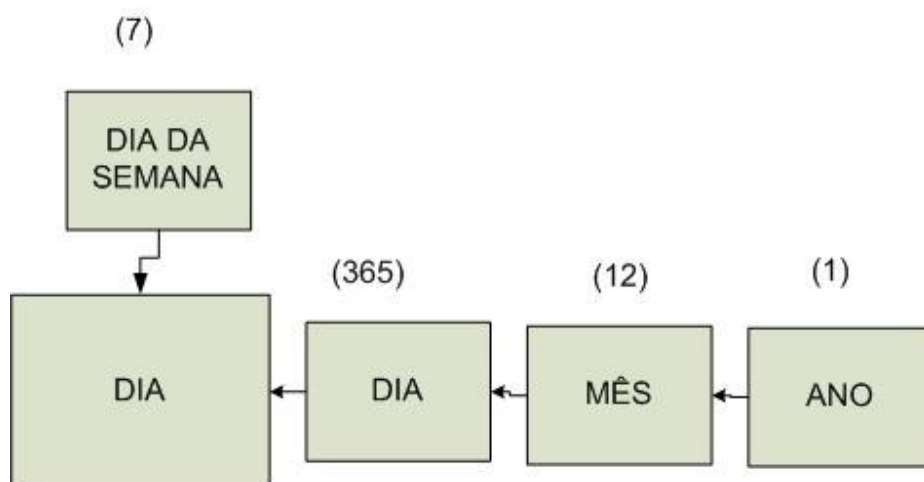 (7)
DIA DA
SEMANA
(365)
(12)
(1)
DIA
DIA
MÊS
ANO